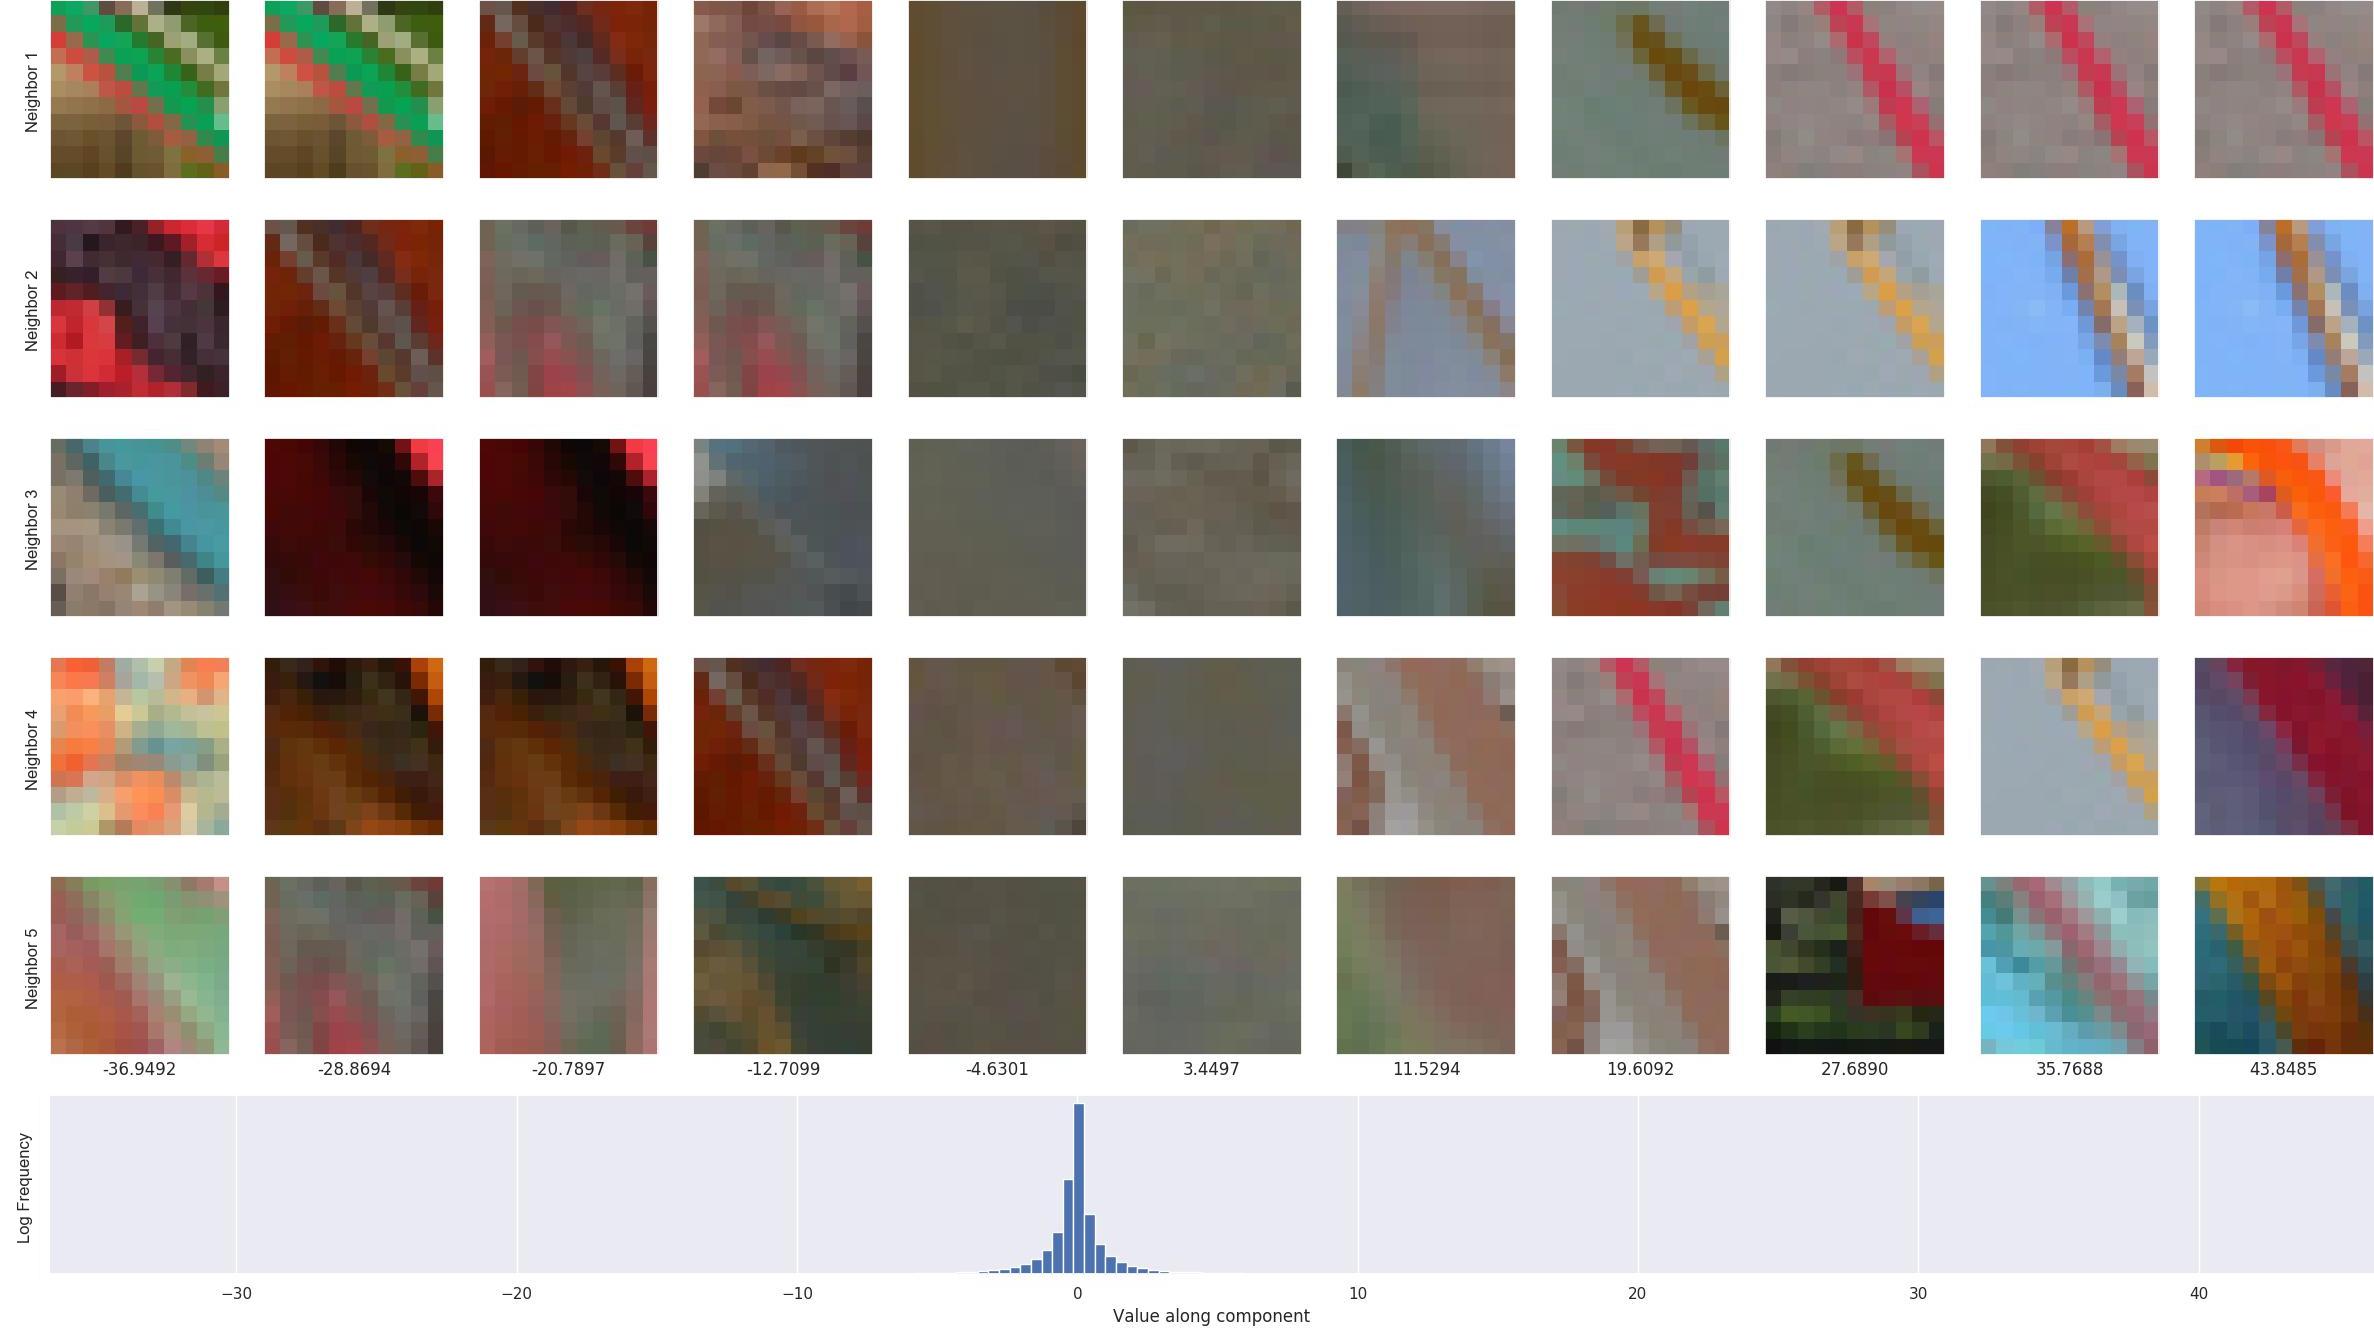 Neighbor 1
Neighbor 2
Neighbor 3
Neighbor 4
Neighbor 5
-36.9492 -28.8694 -20.7897 -12.7099 -4.6301 3.4497 11.5294 19.6092 27.6890 35.7688 43.8485
Log Frequency
−30 −20 −10 0 10 20 30 40
Value along component